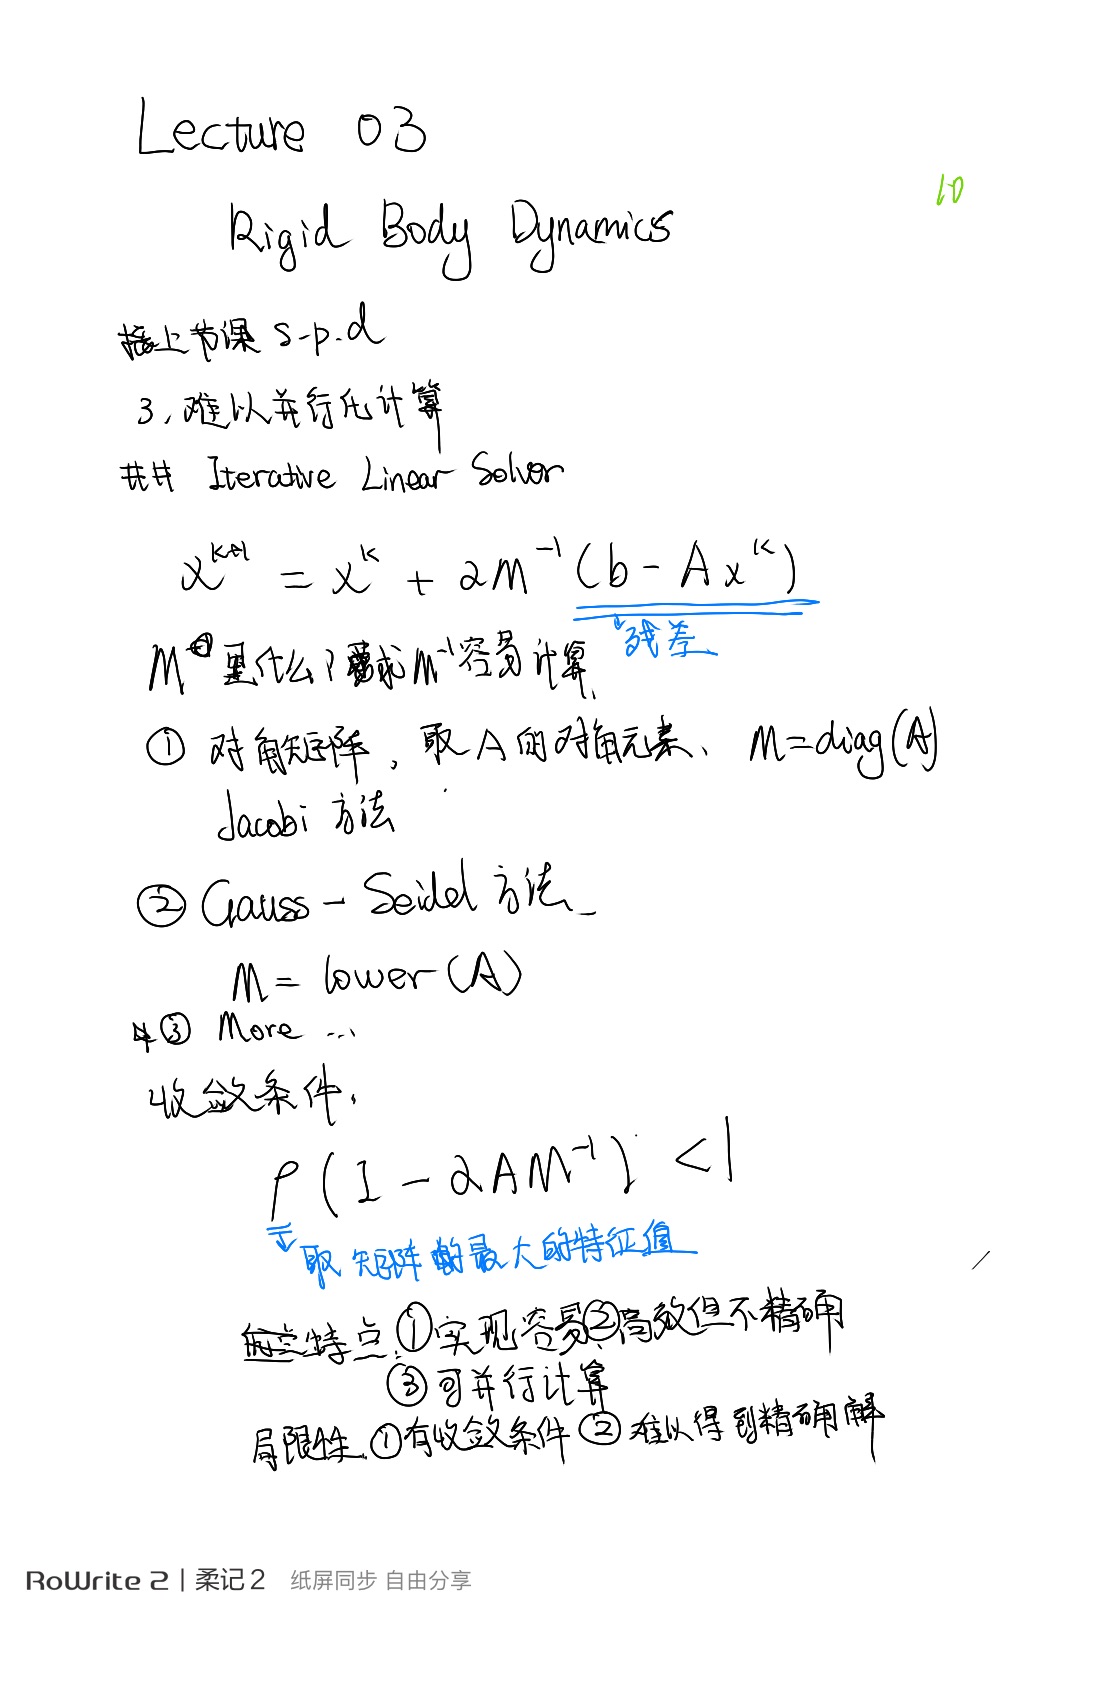 Lecture 03
10
Rigid Body Dynamics
接上节课 s.p.d
3. 难以并行化计算
## Iterative Linear Solver
x^{k+1} = x^k + αM^{-1}(b - Ax^k)
残差
M是什么?要求M^{-1}容易计算.
① 对角矩阵, 取A的对角元素、 M=diag(A)
Jacobi 方法
② Gauss-Seidel 方法
M = lower(A)
③ More ...
收敛条件.
ρ(I - αAM^{-1}) < 1
取矩阵的最大的特征值
特点: ①实现容易②高效但不精确
③可并行计算
局限性. ①有收敛条件 ②难以得到精确解
RoWrite 2 | 柔记2 纸屏同步 自由分享